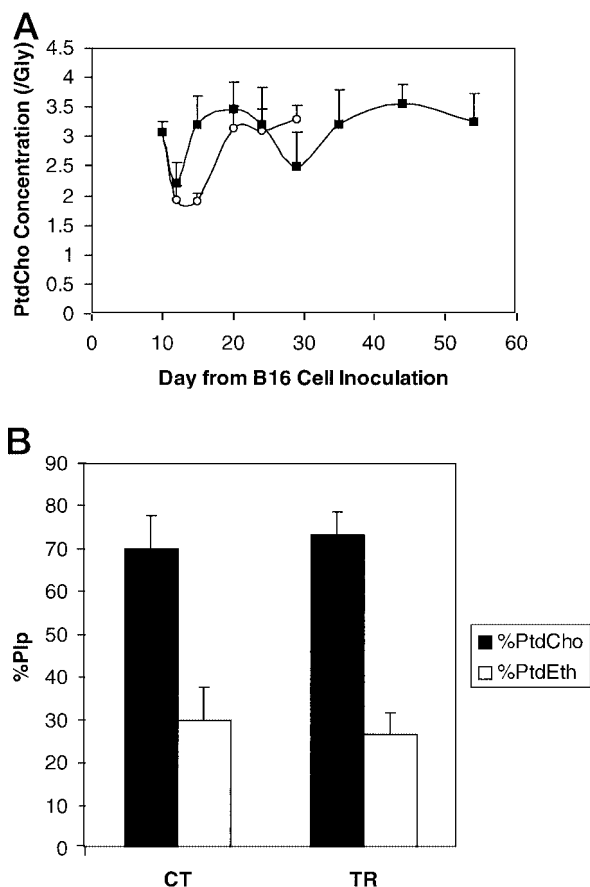 A
PtdCho Concentration (/Gly)
4.5
4
3.5
3
2.5
2
1.5
1
0.5
0
0 10 20 30 40 50 60
Day from B16 Cell Inoculation
B
%Plp
90
80
70
60
50
40
30
20
10
0
CT TR
%PtdCho
%PtdEth